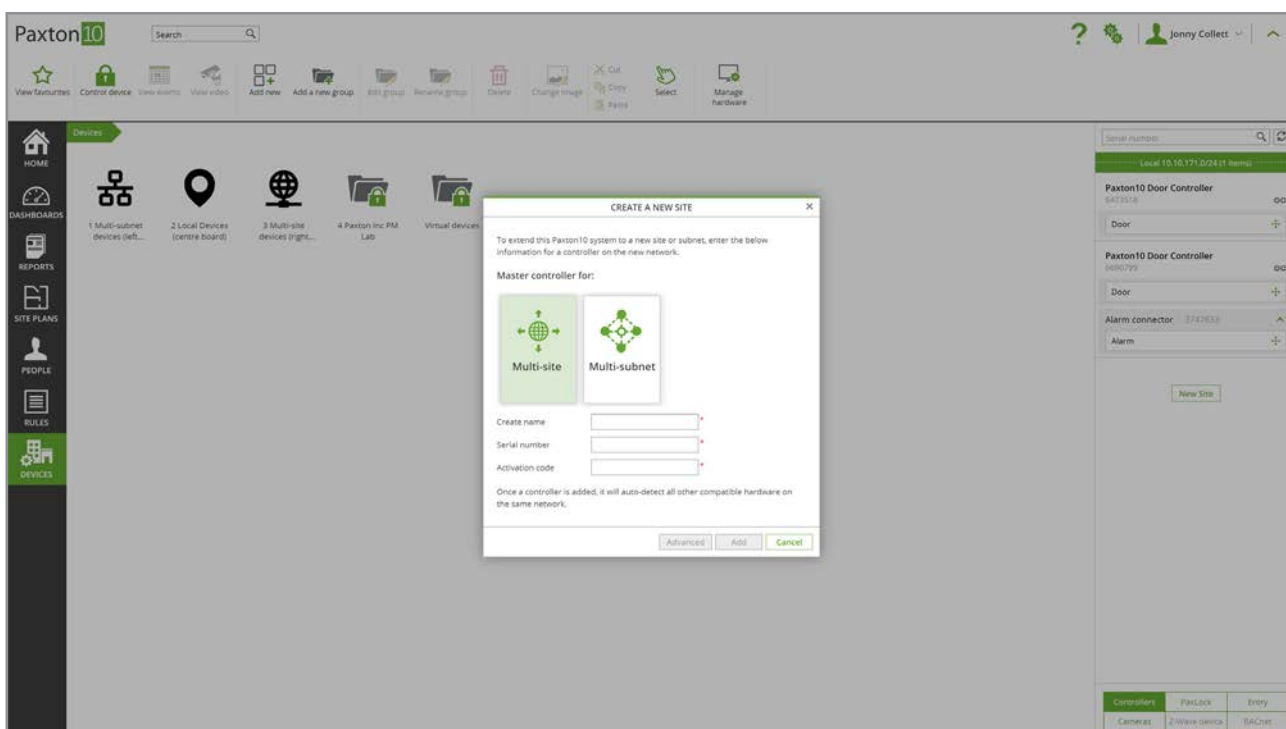 Paxton10
Search
Jonny Collett
View favourites
Control device
View events
View video
Add new
Add a new group
Edit group
Rename group
Delete
Change image
Cut
Copy
Paste
Select
Manage
hardware
HOME
DASHBOARDS
REPORTS
SITE PLANS
PEOPLE
RULES
DEVICES
Devices
1 Multi-subnet
devices (left...
2 Local Devices
(centre board)
3 Multi-site
devices (right...
4 Paxton Inc PM
Lab
Virtual devices
CREATE A NEW SITE
To extend this Paxton10 system to a new site or subnet, enter the below
information for a controller on the new network.
Master controller for:
Multi-site
Multi-subnet
Create name *
Serial number *
Activation code *
Once a controller is added, it will auto-detect all other compatible hardware on
the same network.
Advanced
Add
Cancel
Serial number
Local 10.10.171.0/24 (1 items)
Paxton10 Door Controller
6473518
Door
Paxton10 Door Controller
Door
Alarm connector
Alarm
New Site
Controllers
PaxLock
Entry
Cameras
Z-Wave device
BACnet